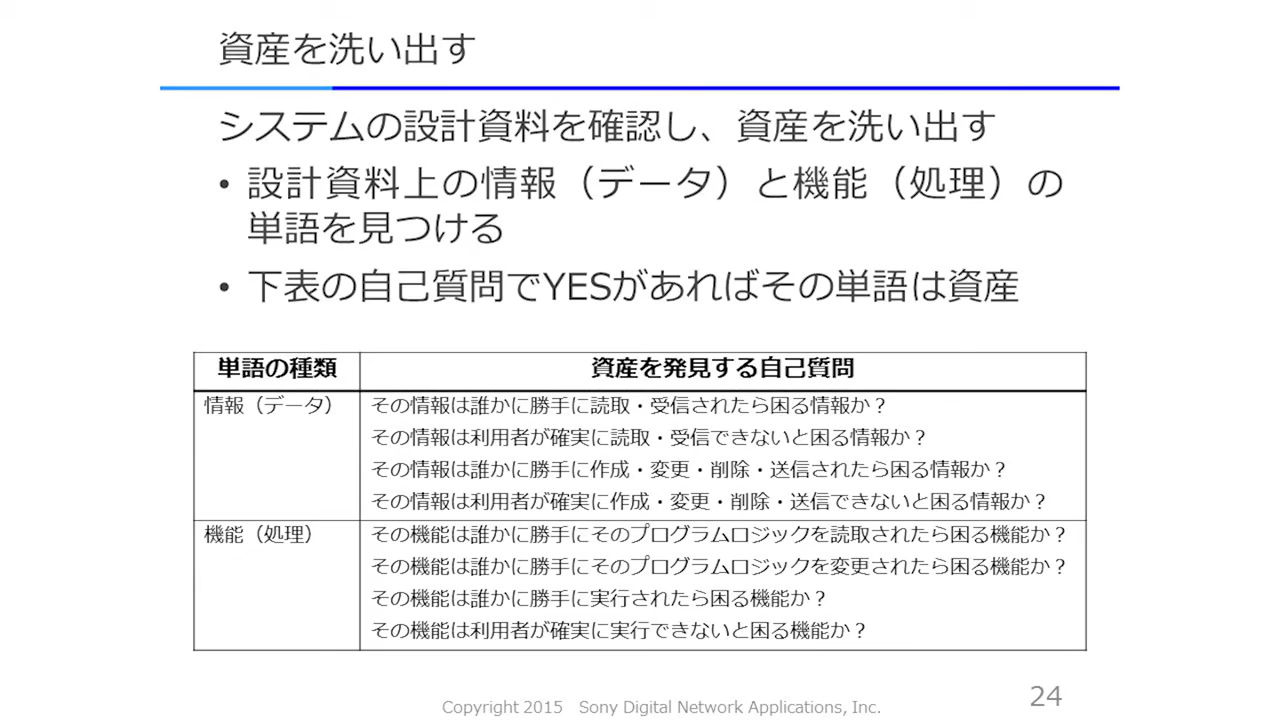 資産を洗い出す
システムの設計資料を確認し、資産を洗い出す
• 設計資料上の情報（データ）と機能（処理）の
単語を見つける
• 下表の自己質問でYESがあればその単語は資産
単語の種類 資産を発見する自己質問
情報（データ） その情報は誰かに勝手に読取・受信されたら困る情報か？
その情報は利用者が確実に読取・受信できないと困る情報か？
その情報は誰かに勝手に作成・変更・削除・送信されたら困る情報か？
その情報は利用者が確実に作成・変更・削除・送信できないと困る情報か？
機能（処理） その機能は誰かに勝手にそのプログラムロジックを読取されたら困る機能か？
その機能は誰かに勝手にそのプログラムロジックを変更されたら困る機能か？
その機能は誰かに勝手に実行されたら困る機能か？
その機能は利用者が確実に実行できないと困る機能か？
24
Copyright 2015 Sony Digital Network Applications, Inc.